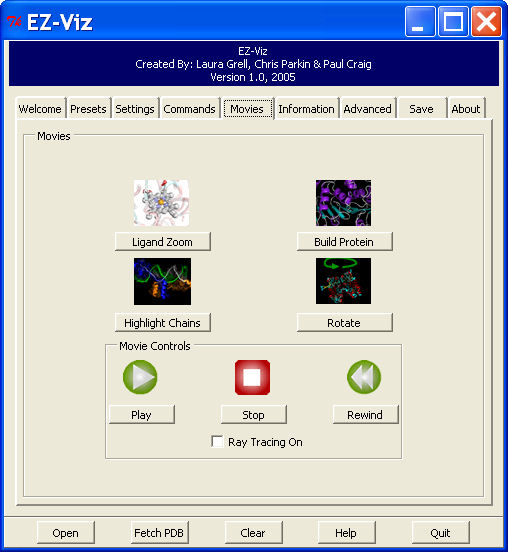 EZ-Viz
EZ-Viz
Created By: Laura Grell, Chris Parkin & Paul Craig
Version 1.0, 2005
Welcome Presets Settings Commands Movies Information Advanced Save About
Movies
Ligand Zoom Build Protein
Highlight Chains Rotate
Movie Controls
Play Stop Rewind
Ray Tracing On
Open Fetch PDB Clear Help Quit